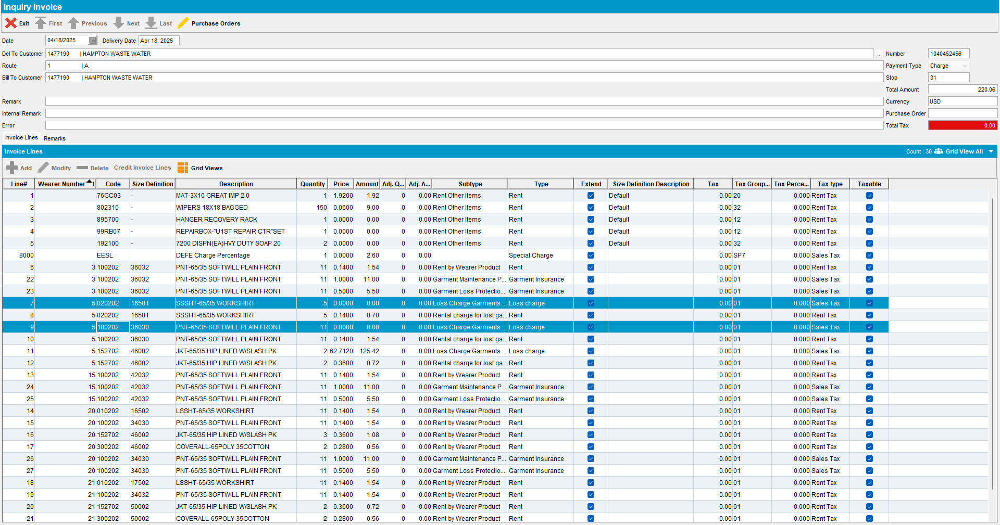 Inquiry Invoice
Exit First Previous Next Last Purchase Orders
Date 04/18/2025 16 Delivery Date Apr 18, 2025
Del To Customer 1477190 | HAMPTON WASTE WATER ... Number 1040452456
Route 1 | A Payment Type Charge
Bill To Customer 1477190 | HAMPTON WASTE WATER Stop 31
Total Amount 220.06
Remark Currency USD
Internal Remark Purchase Order
Error Total Tax 0.00
Invoice Lines Remarks
Invoice Lines Count : 30 Grid View All
Add Modify Delete Credit Invoice Lines Grid Views
Line# Wearer Number 1 Code Size Definition Description Quantity Price Amount Adj. Q... Adj. A... Subtype Type Extend Size Definition Description Tax Tax Group... Tax Perce... Tax type Taxable
1 76GC03 - MAT-3X10 GREAT IMP 2.0 1 1.9200 1.92 0 0.00 Rent Other Items Rent Default 0.00 20 0.000 Rent Tax
2 802310 - WIPERS 18X18 BAGGED 150 0.0600 9.00 0 0.00 Rent Other Items Rent Default 0.00 32 0.000 Rent Tax
3 895700 - HANGER RECOVERY RACK 1 0.0000 0.00 0 0.00 Rent Other Items Rent Default 0.00 12 0.000 Rent Tax
4 99RB07 - REPAIRBOX-"U1ST REPAIR CTR"SET 1 0.0000 0.00 0 0.00 Rent Other Items Rent Default 0.00 12 0.000 Rent Tax
5 192100 - 7200 DISPN(EA)HVY DUTY SOAP 20 2 0.0000 0.00 0 0.00 Rent Other Items Rent Default 0.00 32 0.000 Rent Tax
8000 EESL DEFE Charge Percentage 1 0.0000 2.60 0 0.00 Special Charge 0.00 SP7 0.000 Sales Tax
6 3 100202 36032 PNT-65/35 SOFTWILL PLAIN FRONT 11 0.1400 1.54 0 0.00 Rent by Wearer Product Rent 0.00 01 0.000 Rent Tax
22 3 100202 36032 PNT-65/35 SOFTWILL PLAIN FRONT 11 1.0000 11.00 0 0.00 Garment Maintenance P... Garment Insurance 0.00 01 0.000 Sales Tax
23 3 100202 36032 PNT-65/35 SOFTWILL PLAIN FRONT 11 0.5000 5.50 0 0.00 Garment Loss Protectio... Garment Insurance 0.00 01 0.000 Sales Tax
7 5 020202 16501 SSSHT-65/35 WORKSHIRT 5 0.0000 0.00 0 0.00 Loss Charge Garments ... Loss charge 0.00 01 0.000 Sales Tax
8 5 020202 16501 SSSHT-65/35 WORKSHIRT 5 0.1400 0.70 0 0.00 Rental charge for lost ga... Rent 0.00 01 0.000 Rent Tax
9 5 100202 36030 PNT-65/35 SOFTWILL PLAIN FRONT 11 0.0000 0.00 0 0.00 Loss Charge Garments ... Loss charge 0.00 01 0.000 Sales Tax
10 5 100202 36030 PNT-65/35 SOFTWILL PLAIN FRONT 11 0.1400 1.54 0 0.00 Rental charge for lost ga... Rent 0.00 01 0.000 Rent Tax
11 5 152702 46002 JKT-65/35 HIP LINED W/SLASH PK 2 62.7120 125.42 0 0.00 Loss Charge Garments ... Loss charge 0.00 01 0.000 Sales Tax
12 5 152702 46002 JKT-65/35 HIP LINED W/SLASH PK 2 0.3600 0.72 0 0.00 Rental charge for lost ga... Rent 0.00 01 0.000 Rent Tax
13 15 100202 42032 PNT-65/35 SOFTWILL PLAIN FRONT 11 0.1400 1.54 0 0.00 Rent by Wearer Product Rent 0.00 01 0.000 Rent Tax
24 15 100202 42032 PNT-65/35 SOFTWILL PLAIN FRONT 11 1.0000 11.00 0 0.00 Garment Maintenance P... Garment Insurance 0.00 01 0.000 Sales Tax
25 15 100202 42032 PNT-65/35 SOFTWILL PLAIN FRONT 11 0.5000 5.50 0 0.00 Garment Loss Protectio... Garment Insurance 0.00 01 0.000 Sales Tax
14 20 010202 16502 LSSHT-65/35 WORKSHIRT 11 0.1400 1.54 0 0.00 Rent by Wearer Product Rent 0.00 01 0.000 Rent Tax
15 20 100202 34030 PNT-65/35 SOFTWILL PLAIN FRONT 11 0.1400 1.54 0 0.00 Rent by Wearer Product Rent 0.00 01 0.000 Rent Tax
16 20 152702 46002 JKT-65/35 HIP LINED W/SLASH PK 3 0.3600 1.08 0 0.00 Rent by Wearer Product Rent 0.00 01 0.000 Rent Tax
17 20 300202 46002 COVERALL-65POLY 35COTTON 2 0.2800 0.56 0 0.00 Rent by Wearer Product Rent 0.00 01 0.000 Rent Tax
26 20 100202 34030 PNT-65/35 SOFTWILL PLAIN FRONT 11 1.0000 11.00 0 0.00 Garment Maintenance P... Garment Insurance 0.00 01 0.000 Sales Tax
27 20 100202 34030 PNT-65/35 SOFTWILL PLAIN FRONT 11 0.5000 5.50 0 0.00 Garment Loss Protectio... Garment Insurance 0.00 01 0.000 Sales Tax
18 21 010202 17502 LSSHT-65/35 WORKSHIRT 11 0.1400 1.54 0 0.00 Rent by Wearer Product Rent 0.00 01 0.000 Rent Tax
19 21 100202 34032 PNT-65/35 SOFTWILL PLAIN FRONT 11 0.1400 1.54 0 0.00 Rent by Wearer Product Rent 0.00 01 0.000 Rent Tax
20 21 152702 50002 JKT-65/35 HIP LINED W/SLASH PK 2 0.3600 0.72 0 0.00 Rent by Wearer Product Rent 0.00 01 0.000 Rent Tax
21 21 300202 50002 COVERALL-65POLY 35COTTON 2 0.2800 0.56 0 0.00 Rent by Wearer Product Rent 0.00 01 0.000 Rent Tax